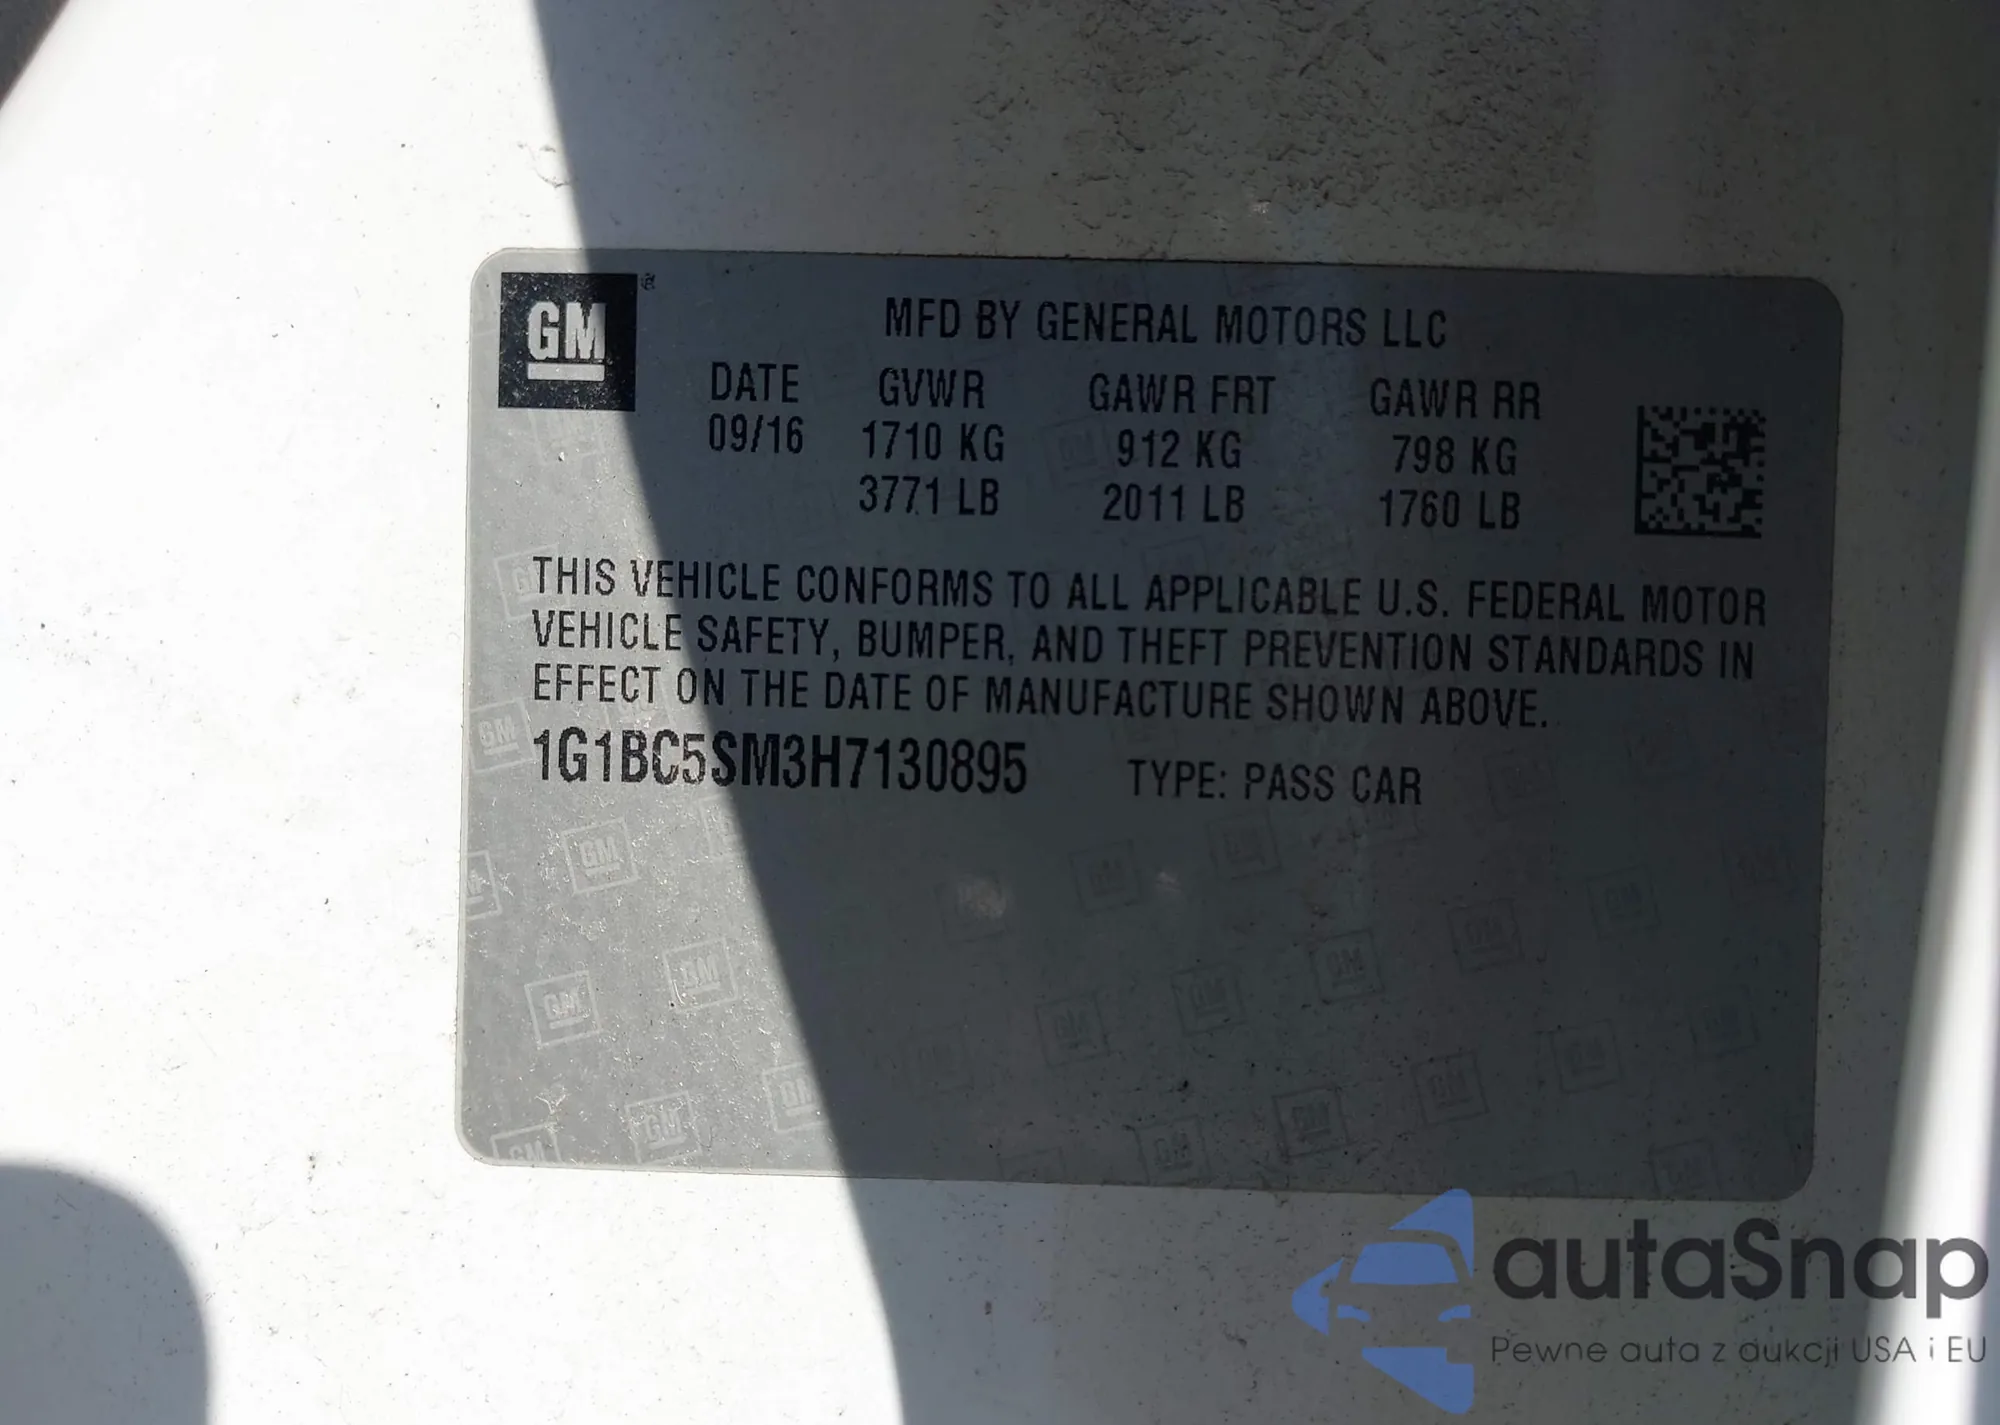 GM ®
MFD BY GENERAL MOTORS LLC
DATE GVWR GAWR FRT GAWR RR
09/16 1710 KG 912 KG 798 KG
3771 LB 2011 LB 1760 LB
THIS VEHICLE CONFORMS TO ALL APPLICABLE U.S. FEDERAL MOTOR
VEHICLE SAFETY, BUMPER, AND THEFT PREVENTION STANDARDS IN
EFFECT ON THE DATE OF MANUFACTURE SHOWN ABOVE.
1G1BC5SM3H7130895 TYPE: PASS CAR
autaSnap
Pewne auta z aukcji USA i EU